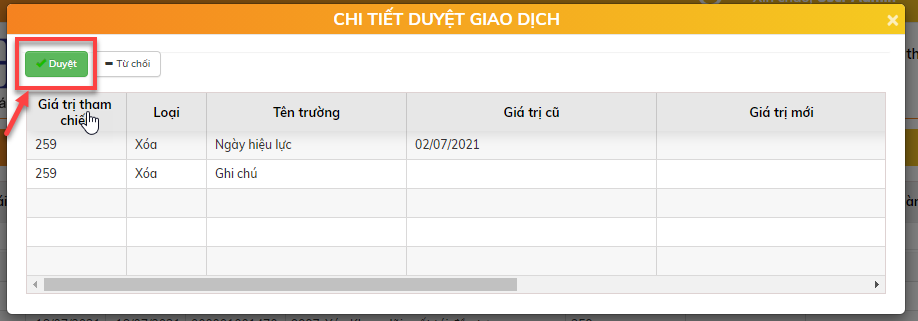 CHI TIẾT DUYỆT GIAO DỊCH
Duyệt
Từ chối
Giá trị tham Loại Tên trường Giá trị cũ Giá trị mới
259 Xóa Ngày hiệu lực 02/07/2021
259 Xóa Ghi chú